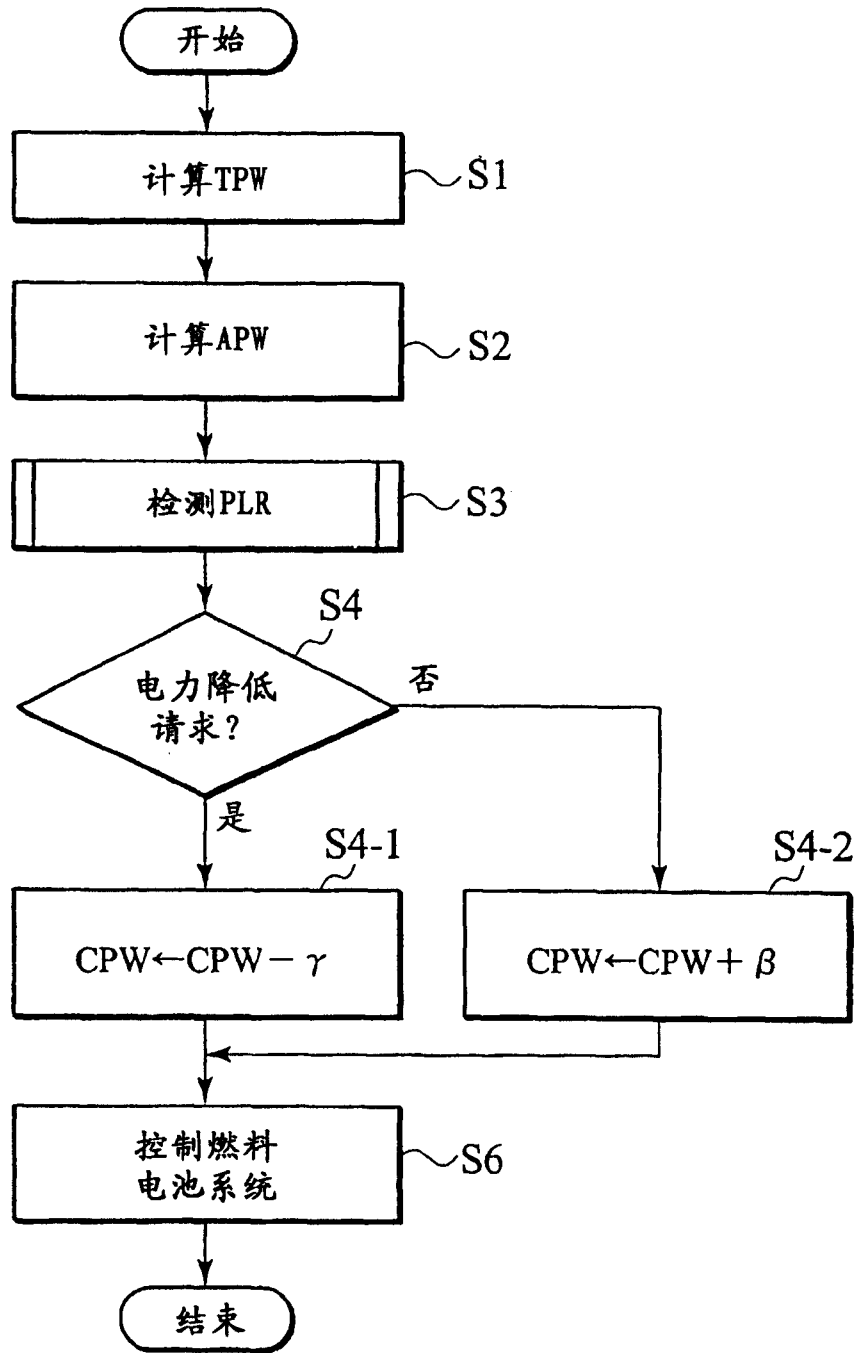 开始
计算TPW
S1
计算APW
S2
检测PLR
S3
S4
电力降低
请求?
否
是
S4-1
CPW←CPW－γ
S4-2
CPW←CPW＋β
控制燃料
电池系统
S6
结束